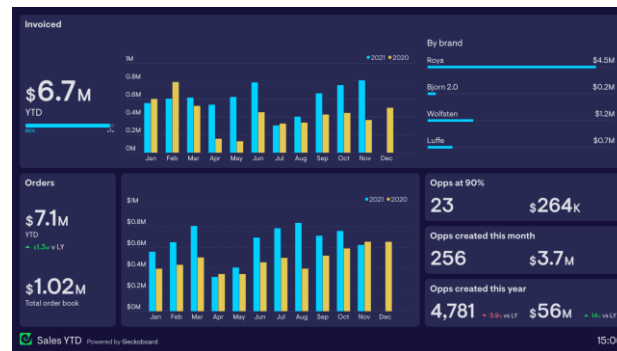 Invoiced
$6.7M
YTD
1M
0.8M
0.6M
0.4M
0.2M
0M
2021 2020
Jan Feb Mar Apr May Jun Jul Aug Sep Oct Nov Dec
By brand
Roya $4.5M
Bjorn 2.0 $0.2M
Wolfsten $1.2M
Luffe $0.7M
Orders
$7.1M
YTD
$1.3M v LY
$1.02M
Total order book
$1M
$0.8M
$0.6M
$0.4M
$0.2M
$0M
2021 2020
Jan Feb Mar Apr May Jun Jul Aug Sep Oct Nov Dec
Opps at 90%
23 $264K
Opps created this month
256 $3.7M
Opps created this year
4,781 3.9% vs LY $56M 14% vs LY
Sales YTD Powered by Geckoboard